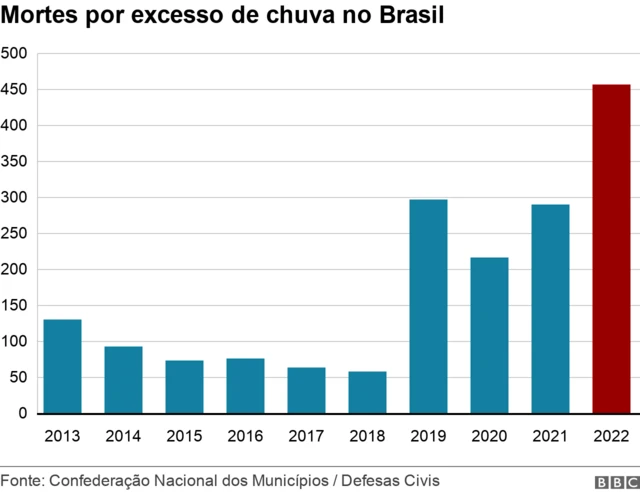 Mortes por excesso de chuva no Brasil
500
450
400
350
300
250
200
150
100
50
0
2013 2014 2015 2016 2017 2018 2019 2020 2021 2022
Fonte: Confederação Nacional dos Municípios / Defesas Civis
BBC